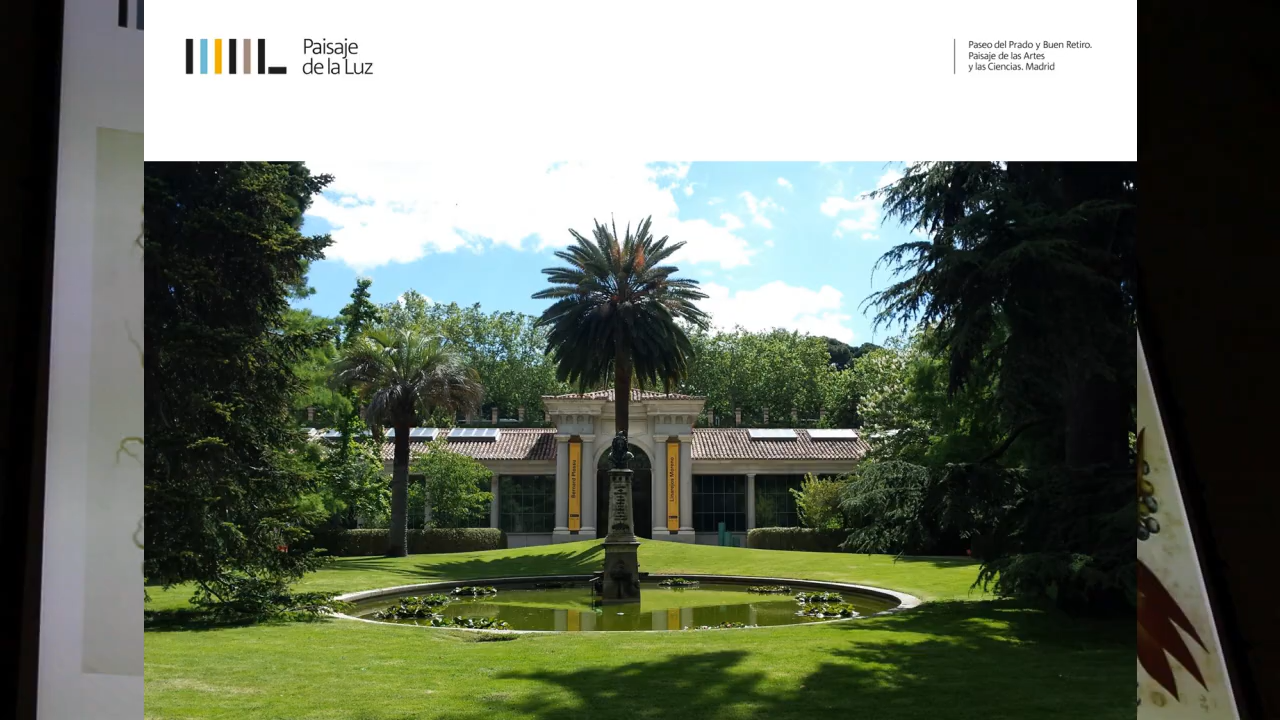 Paisaje
de la Luz
Paseo del Prado y Buen Retiro.
Paisaje de las Artes
y las Ciencias. Madrid